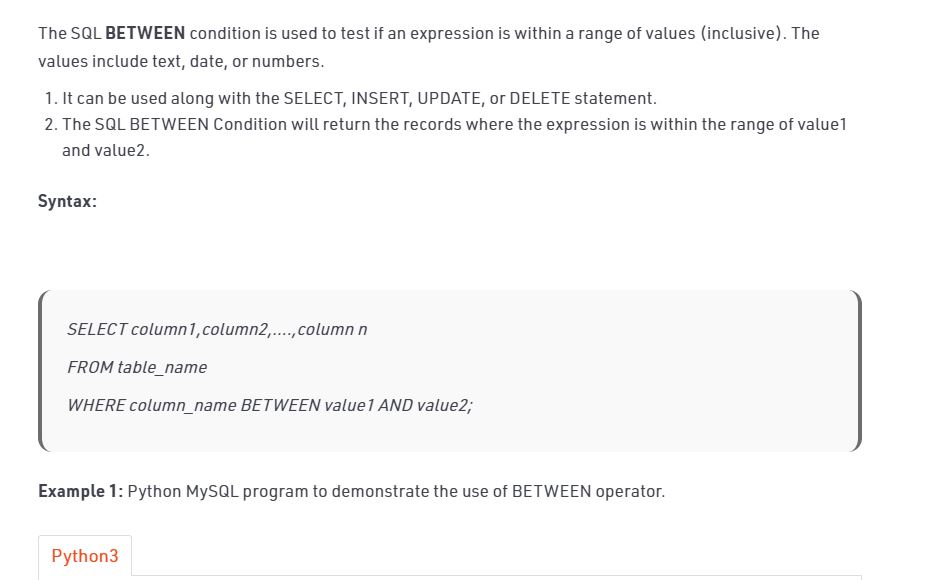 The SQL BETWEEN condition is used to test if an expression is within a range of values (inclusive). The
values include text, date, or numbers.
1. It can be used along with the SELECT, INSERT, UPDATE, or DELETE statement.
2. The SQL BETWEEN Condition will return the records where the expression is within the range of value1
and value2.
Syntax:
SELECT column1,column2,....,column n
FROM table_name
WHERE column_name BETWEEN value1 AND value2;
Example 1: Python MySQL program to demonstrate the use of BETWEEN operator.
Python3